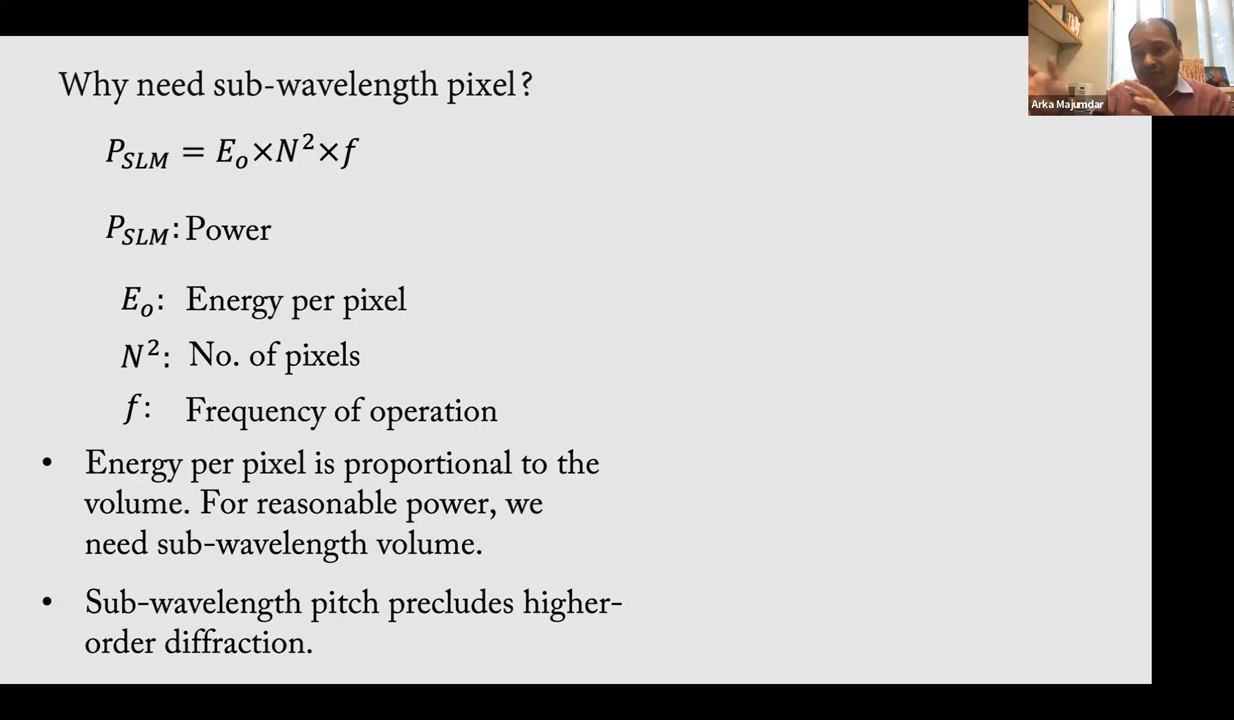 Why need sub-wavelength pixel?
P_SLM = E_o×N²×f
P_SLM: Power
E_o: Energy per pixel
N²: No. of pixels
f: Frequency of operation
• Energy per pixel is proportional to the
volume. For reasonable power, we
need sub-wavelength volume.
• Sub-wavelength pitch precludes higher-
order diffraction.
Arka Majumdar